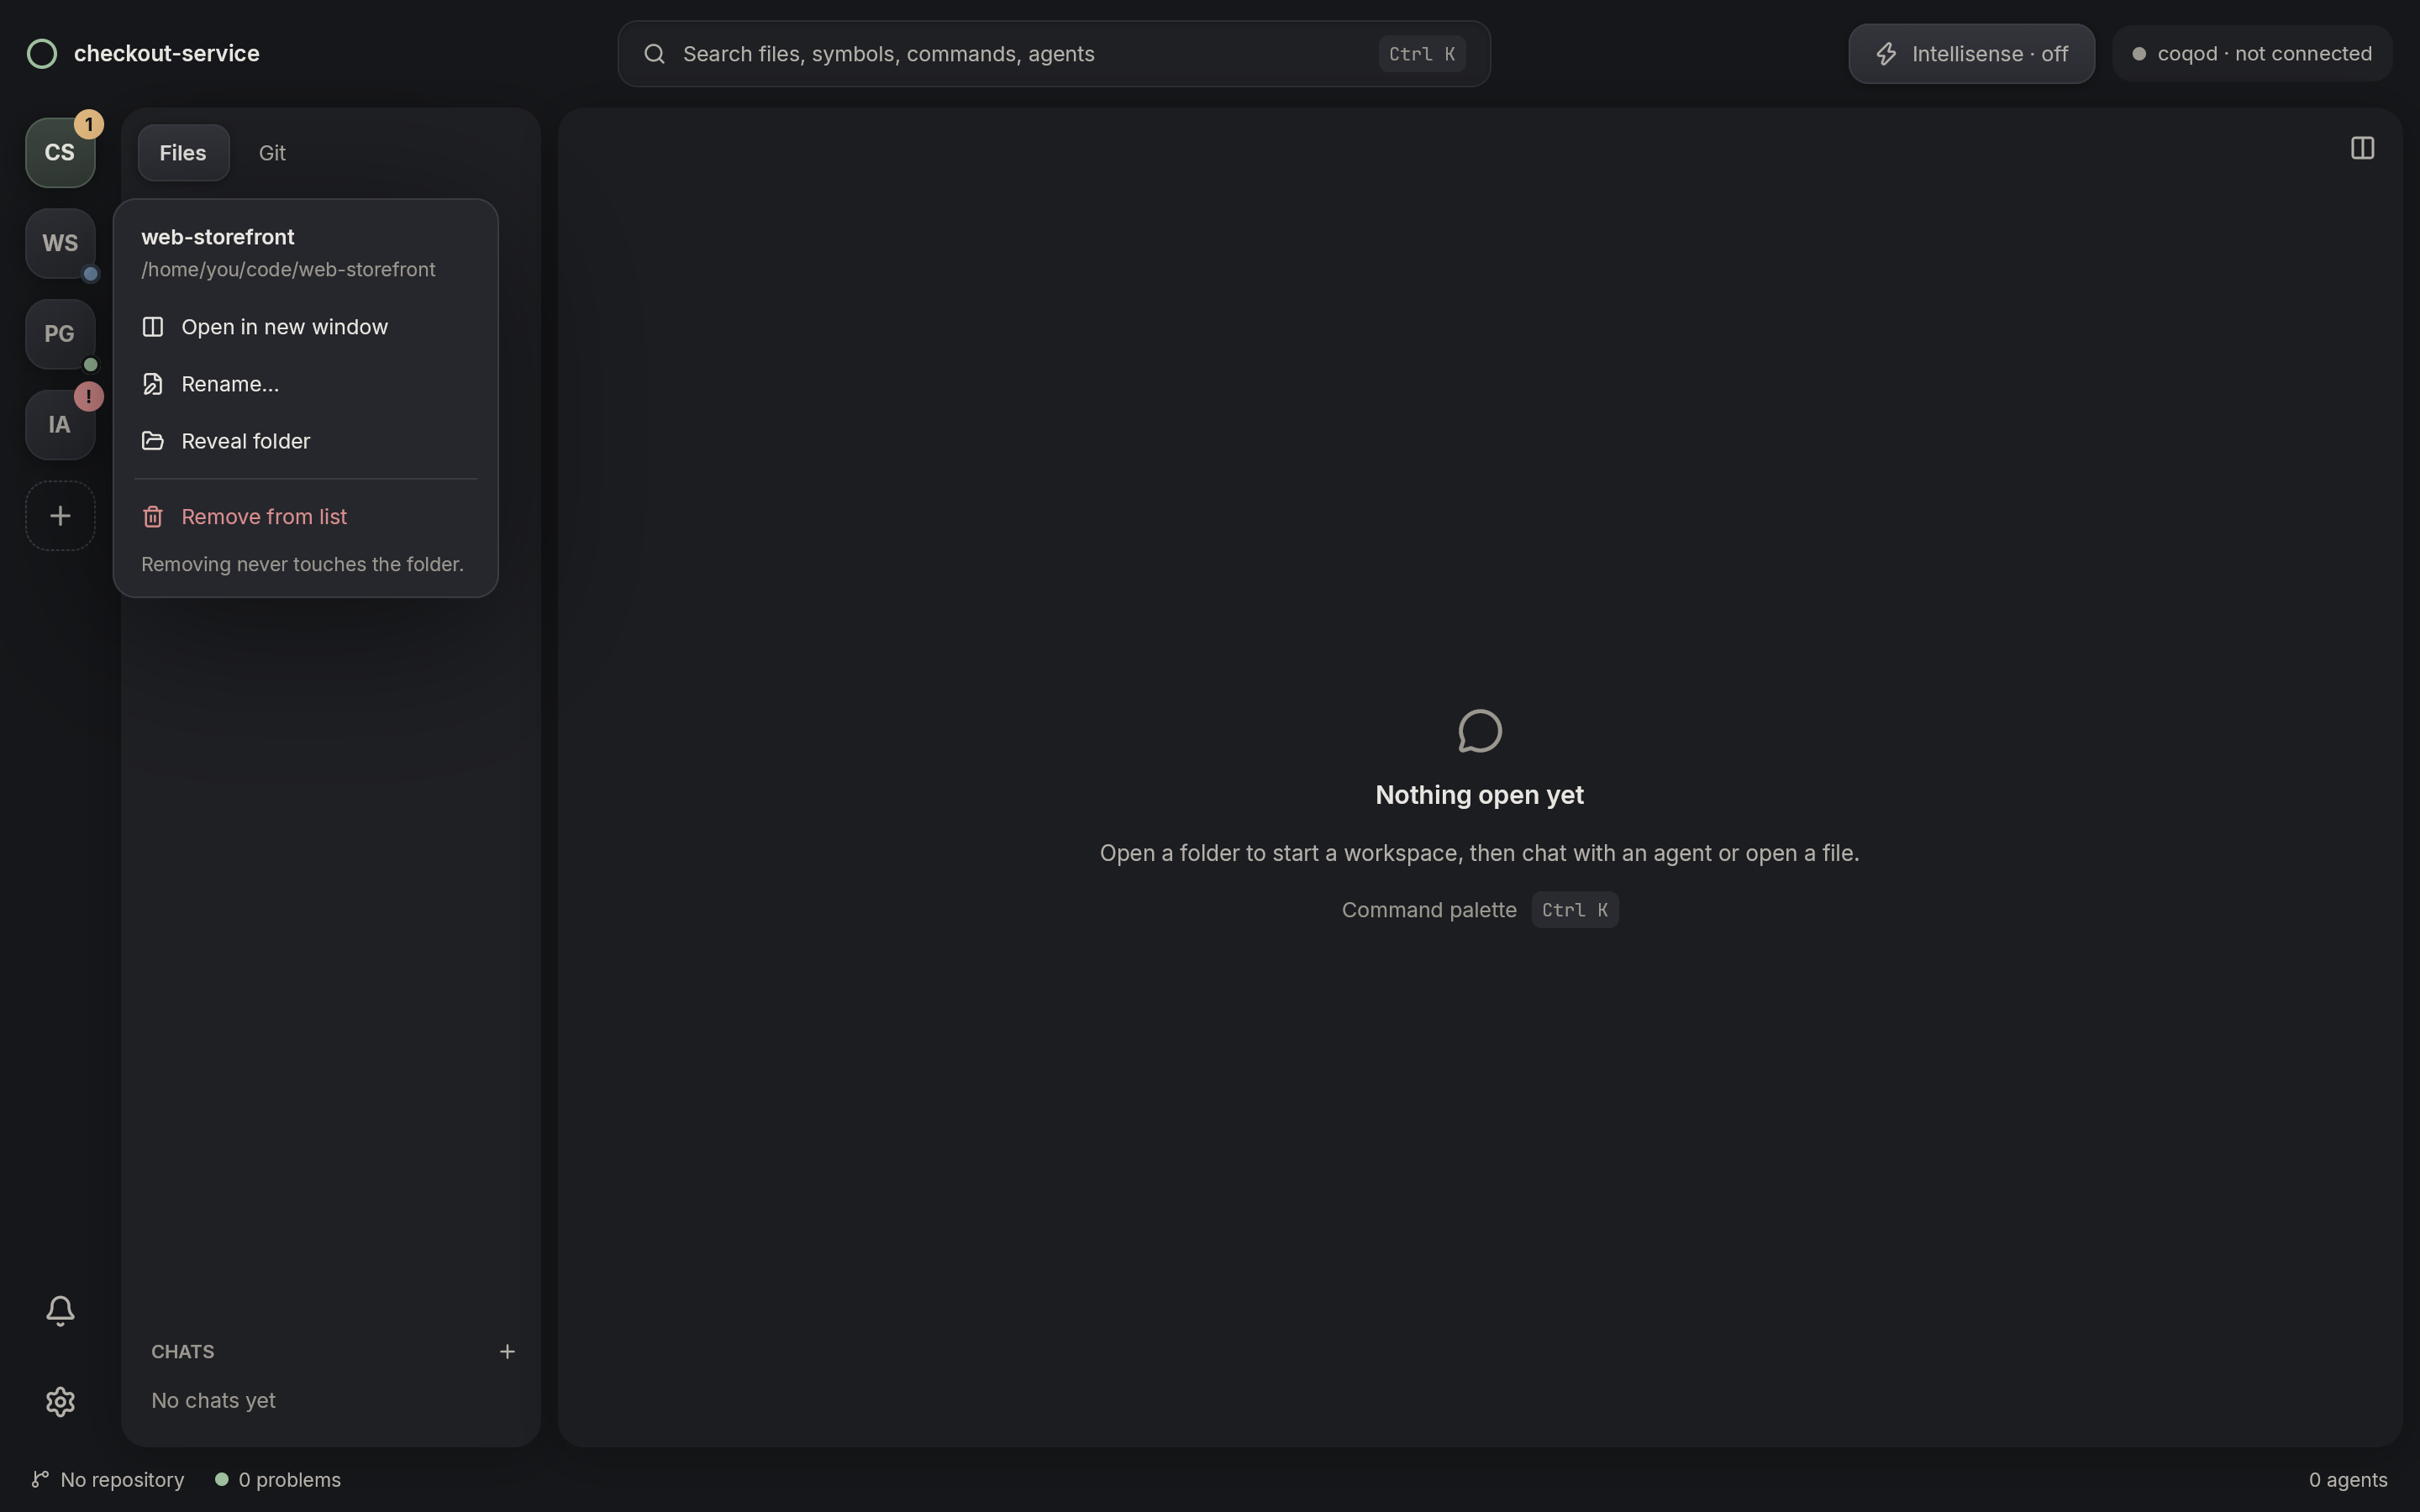 checkout-service
Search files, symbols, commands, agents
Ctrl K
Intellisense · off
coqod · not connected
CS
1
Files
Git
WS
PG
IA
!
web-storefront
/home/you/code/web-storefront
Open in new window
Rename...
Reveal folder
Remove from list
Removing never touches the folder.
Nothing open yet
Open a folder to start a workspace, then chat with an agent or open a file.
Command palette Ctrl K
CHATS
No chats yet
No repository
0 problems
0 agents